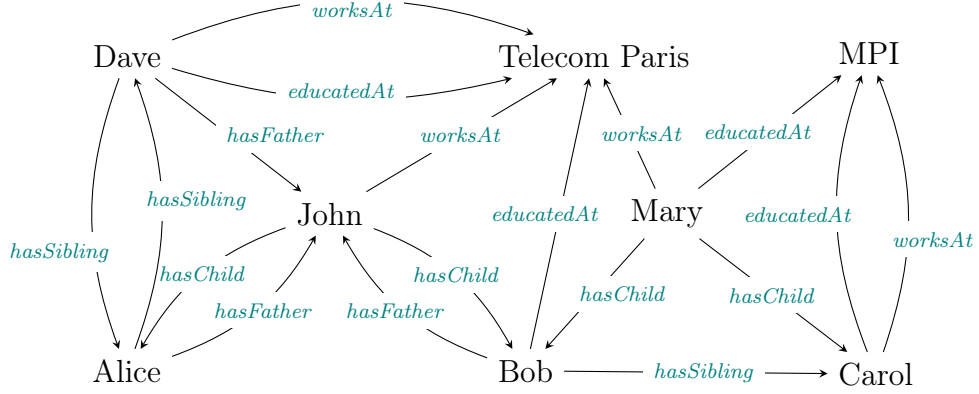 worksAt
Dave
Telecom Paris
MPI
educatedAt
hasFather
worksAt
worksAt
educatedAt
hasSibling
John
educatedAt
Mary
educatedAt
hasSibling
worksAt
hasChild
hasChild
hasFather
hasFather
hasChild
hasChild
Alice
Bob
hasSibling
Carol